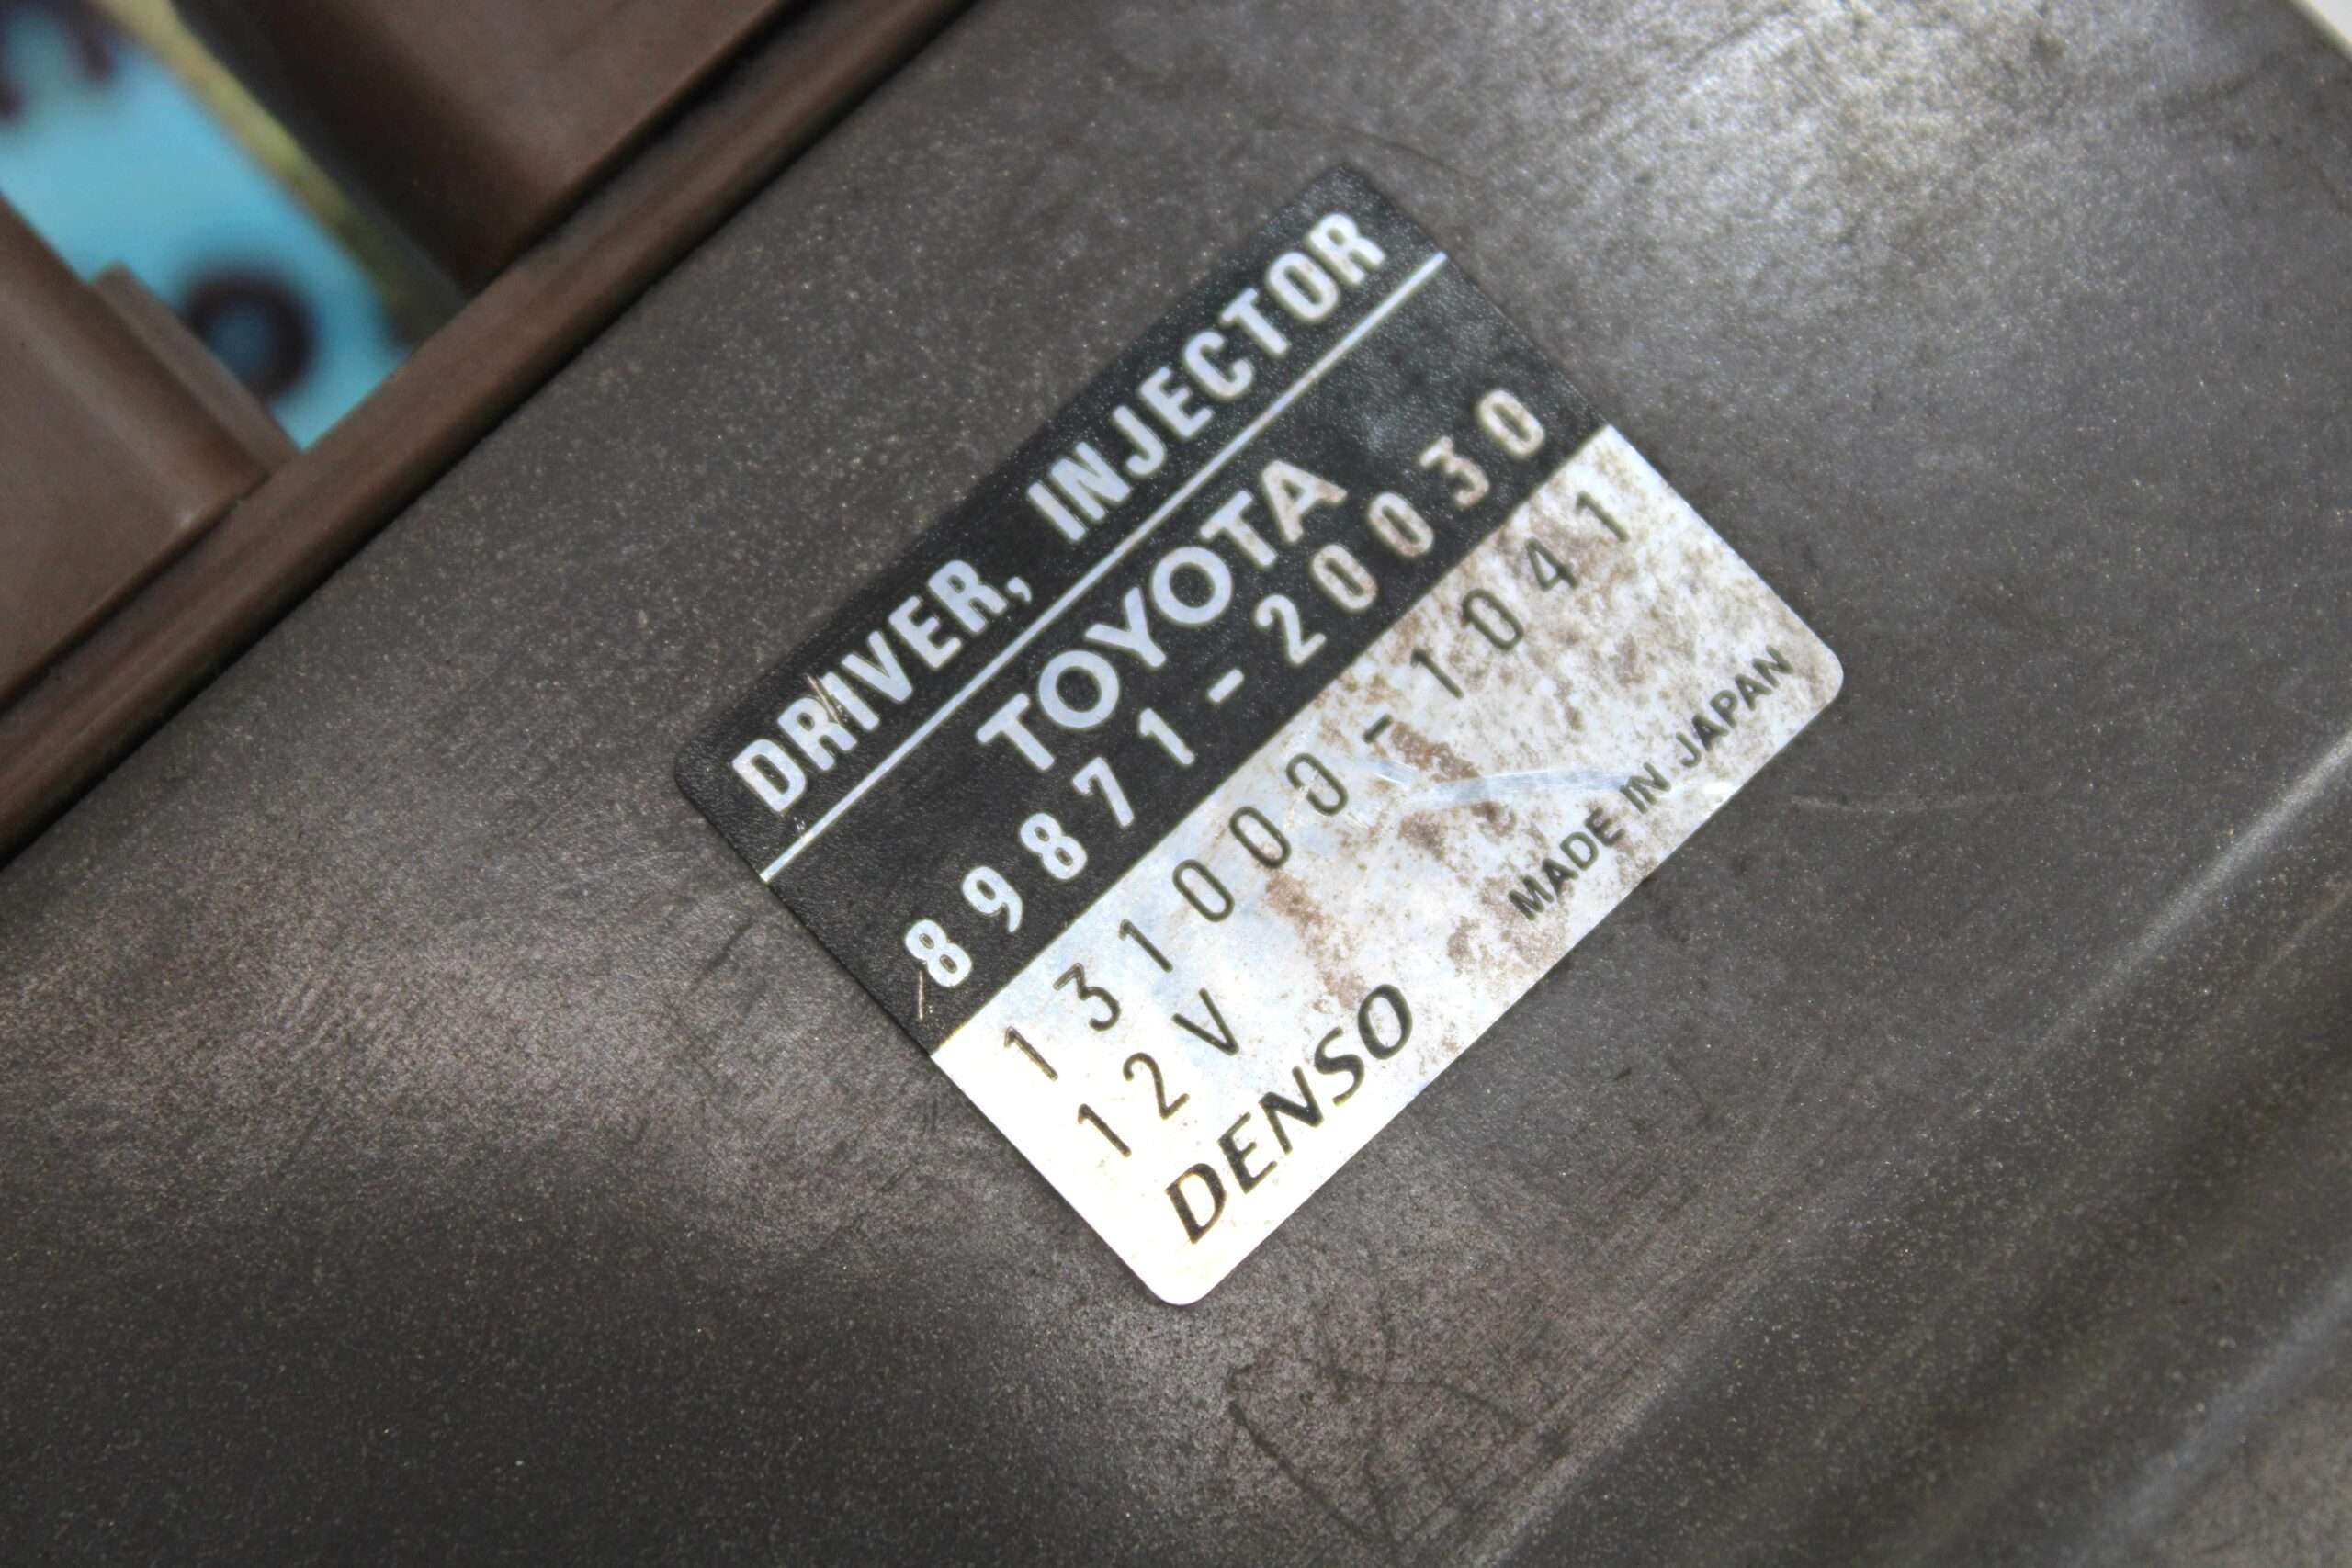 DRIVER, INJECTOR
TOYOTA
89871-20030
131000-1041
12V
DENSO
MADE IN JAPAN